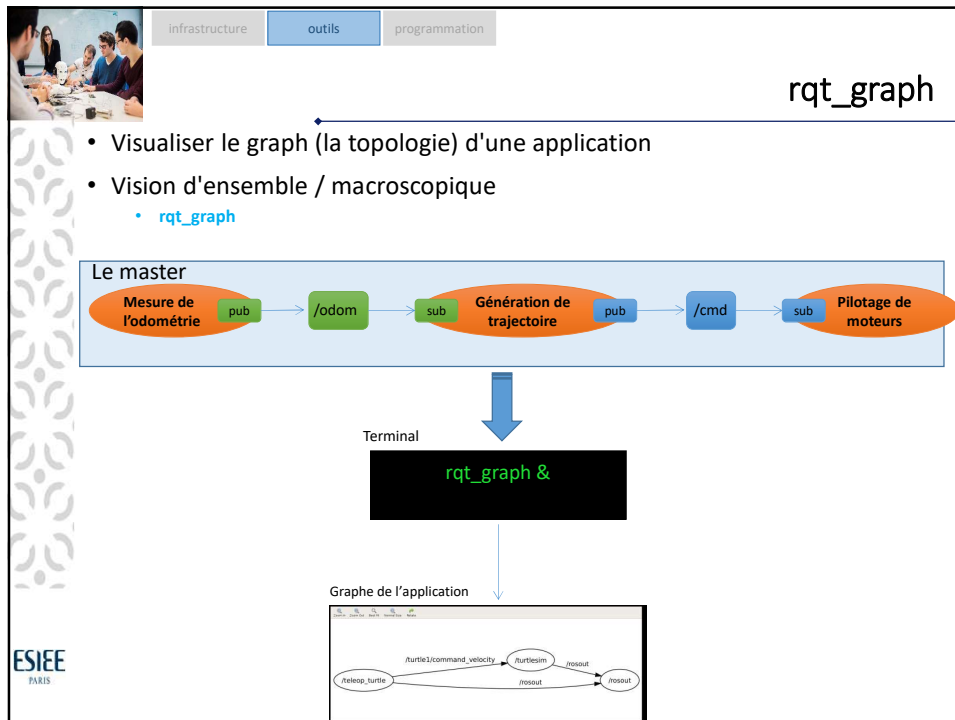 infrastructure
outils
programmation
rqt_graph
• Visualiser le graph (la topologie) d'une application
• Vision d'ensemble / macroscopique
• rqt_graph
Le master
Mesure de
l'odométrie
pub
/odom
sub
Génération de
trajectoire
pub
/cmd
sub
Pilotage de
moteurs
Terminal
rqt_graph &
Graphe de l'application
/teleop_turtle
/turtle1/command_velocity
/turtlesim
/rosout
/rosout
/rosout
ESIEE
PARIS